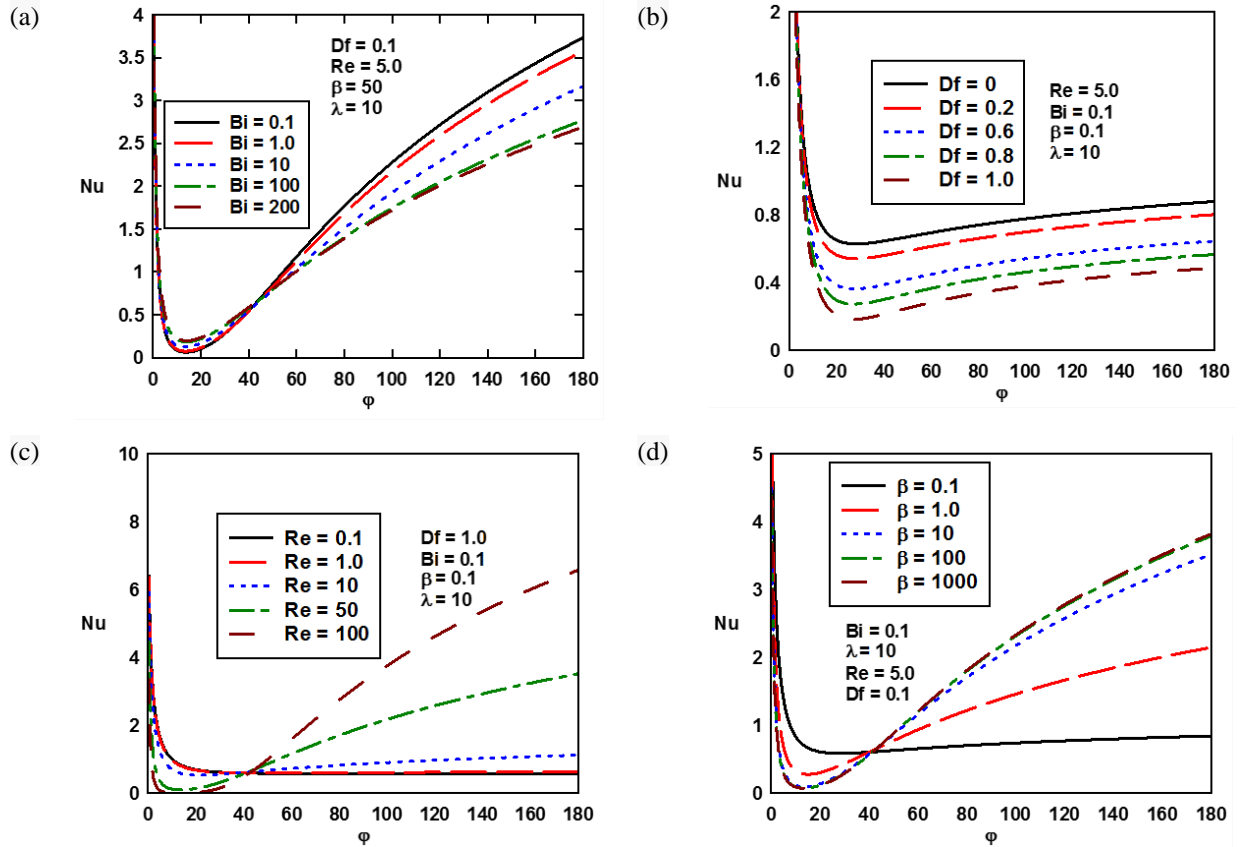 (a)
4
3.5
3
2.5
2
1.5
1
0.5
0
Nu
Df = 0.1
Re = 5.0
β = 50
λ = 10
Bi = 0.1
Bi = 1.0
Bi = 10
Bi = 100
Bi = 200
0 20 40 60 80 100 120 140 160 180
φ
(b)
2
1.6
1.2
0.8
0.4
0
Nu
Df = 0
Df = 0.2
Df = 0.6
Df = 0.8
Df = 1.0
Re = 5.0
Bi = 0.1
β = 0.1
λ = 10
0 20 40 60 80 100 120 140 160 180
φ
(c)
10
8
6
4
2
0
Nu
Re = 0.1
Re = 1.0
Re = 10
Re = 50
Re = 100
Df = 1.0
Bi = 0.1
β = 0.1
λ = 10
0 20 40 60 80 100 120 140 160 180
φ
(d)
5
4
3
2
1
0
Nu
β = 0.1
β = 1.0
β = 10
β = 100
β = 1000
Bi = 0.1
λ = 10
Re = 5.0
Df = 0.1
0 20 40 60 80 100 120 140 160 180
φ